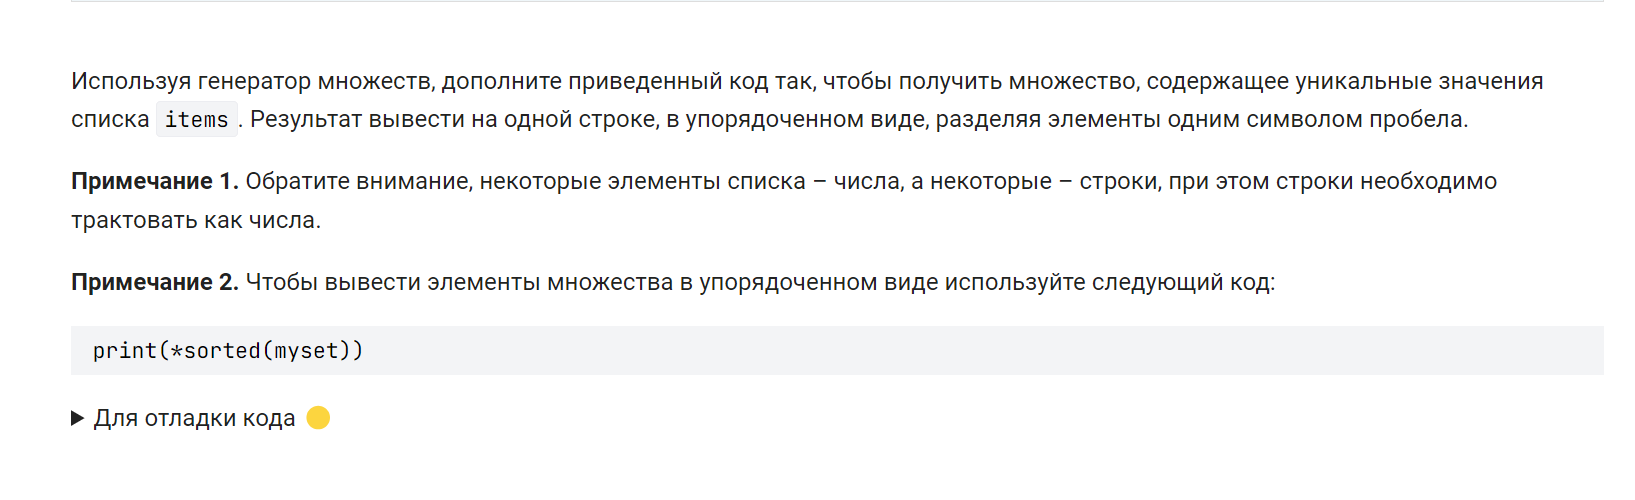 Используя генератор множеств, дополните приведенный код так, чтобы получить множество, содержащее уникальные значения
списка items. Результат вывести на одной строке, в упорядоченном виде, разделяя элементы одним символом пробела.
Примечание 1. Обратите внимание, некоторые элементы списка – числа, а некоторые – строки, при этом строки необходимо
трактовать как числа.
Примечание 2. Чтобы вывести элементы множества в упорядоченном виде используйте следующий код:
print(*sorted(myset))
Для отладки кода